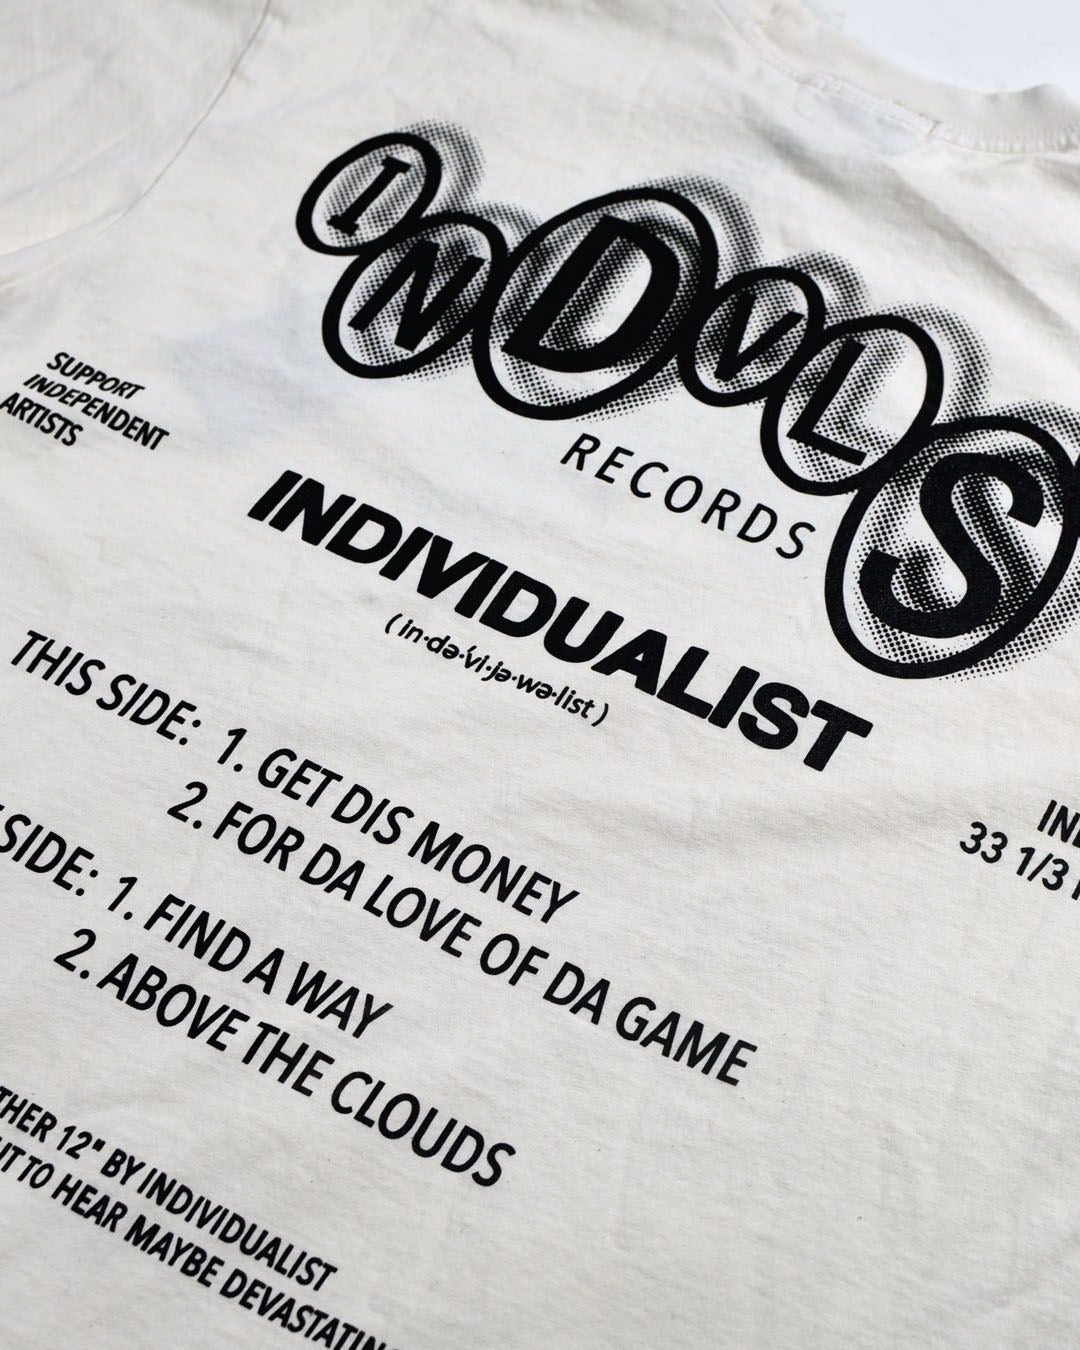 INDVLS
RECORDS
SUPPORT
INDEPENDENT
ARTISTS
INDIVIDUALIST
(in·də·ˈvi·jə·wə·list)
THIS SIDE: 1. GET DIS MONEY
2. FOR DA LOVE OF DA GAME
SIDE: 1. FIND A WAY
2. ABOVE THE CLOUDS
33 1/3
12" BY INDIVIDUALIST
TO HEAR MAYBE